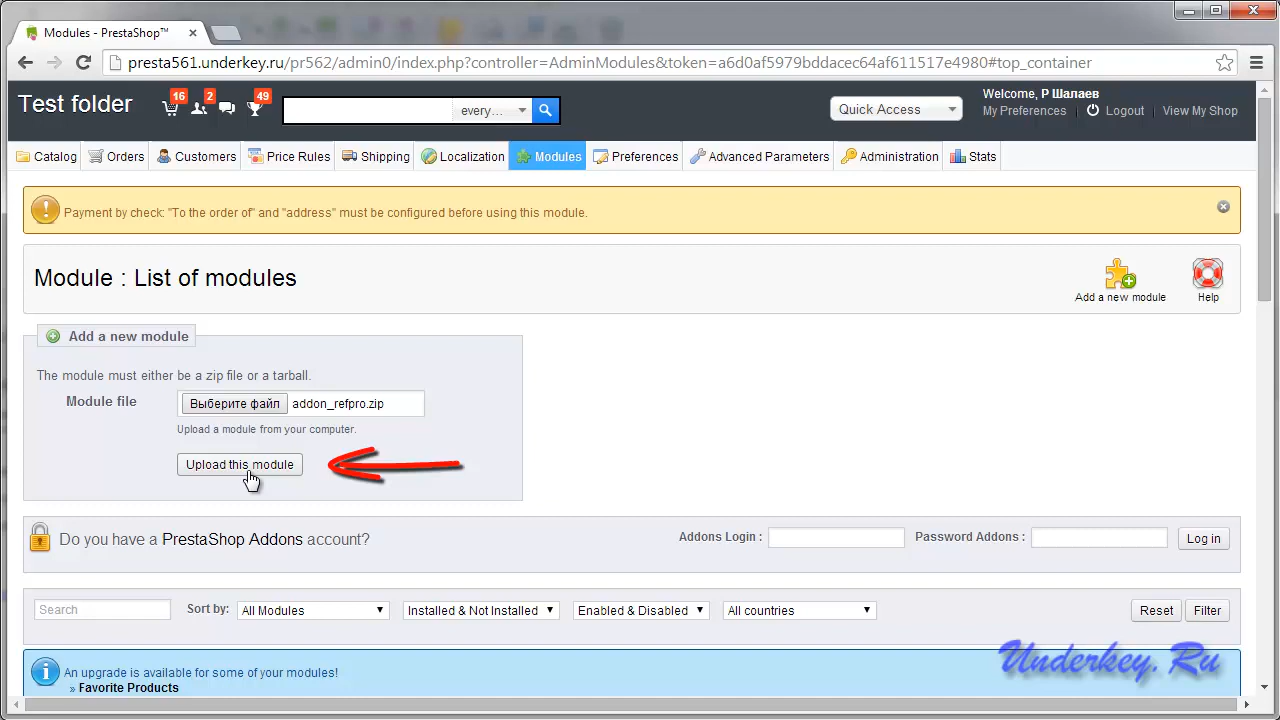 Modules - PrestaShop™
presta561.underkey.ru/pr562/admin0/index.php?controller=AdminModules&token=a6d0af5979bddacec64af611517e4980#top_container
Test folder
16
2
49
every...
Quick Access
Welcome, Р Шалаев
My Preferences
Logout
View My Shop
Catalog
Orders
Customers
Price Rules
Shipping
Localization
Modules
Preferences
Advanced Parameters
Administration
Stats
Payment by check: "To the order of" and "address" must be configured before using this module.
Module : List of modules
Add a new module
Help
Add a new module
The module must either be a zip file or a tarball.
Module file
Выберите файл
addon_refpro.zip
Upload a module from your computer.
Upload this module
Do you have a PrestaShop Addons account?
Addons Login :
Password Addons :
Log in
Search
Sort by:
All Modules
Installed & Not Installed
Enabled & Disabled
All countries
Reset
Filter
An upgrade is available for some of your modules!
» Favorite Products
Underkey.Ru